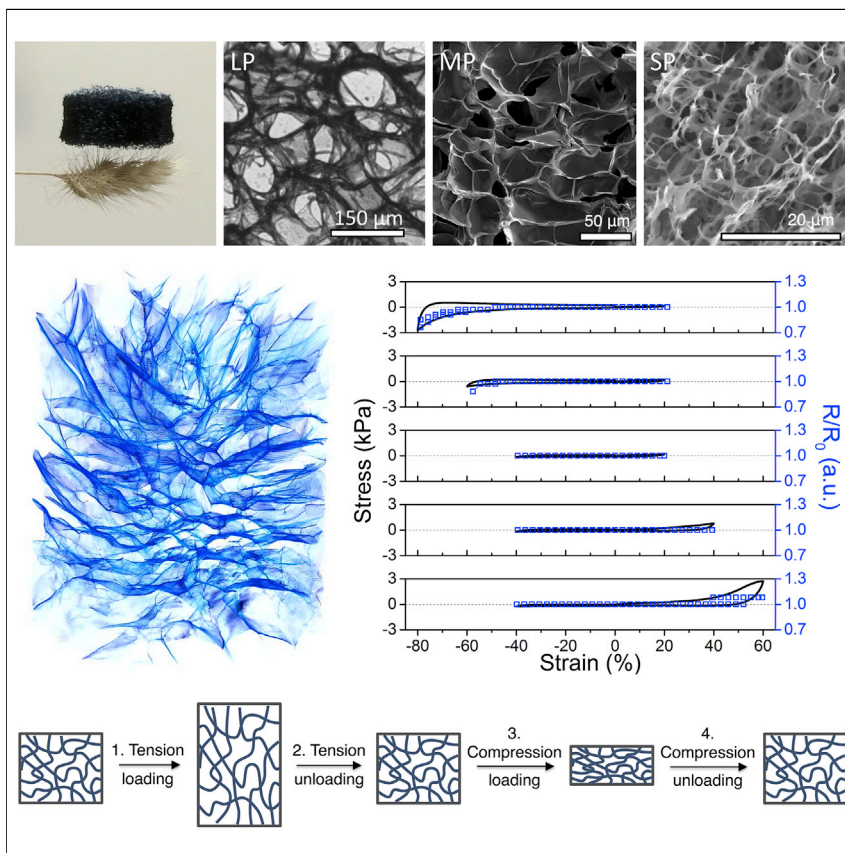 LP
150 μm
MP
50 μm
SP
20 μm
3
0
-3
1.3
1.0
0.7
3
0
-3
1.3
1.0
0.7
3
0
-3
1.3
1.0
0.7
3
0
-3
1.3
1.0
0.7
3
0
-3
1.3
1.0
0.7
Stress (kPa)
R/R0 (a.u.)
-80 -60 -40 -20 0 20 40 60
Strain (%)
1. Tension
loading
2. Tension
unloading
3.
Compression
loading
4.
Compression
unloading